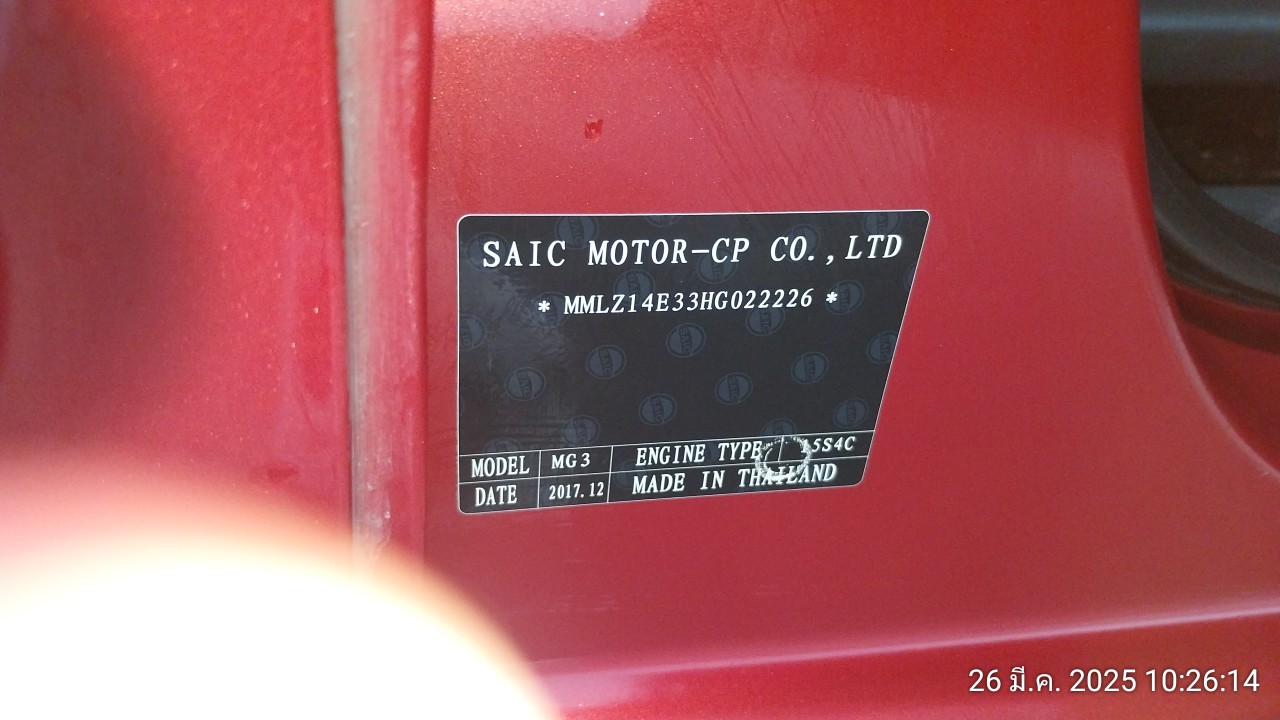 SAIC MOTOR-CP CO.,LTD
* MMLZ14E33HG022226 *
MODEL MG3 ENGINE TYPE 15S4C
DATE 2017.12 MADE IN THAILAND
26 มี.ค. 2025 10:26:14